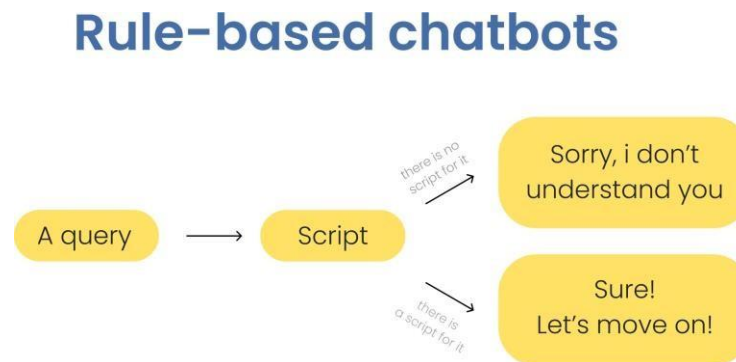 Rule-based chatbots
A query
Script
there is no
script for it
Sorry, i don't
understand you
there is
a script for it
Sure!
Let's move on!